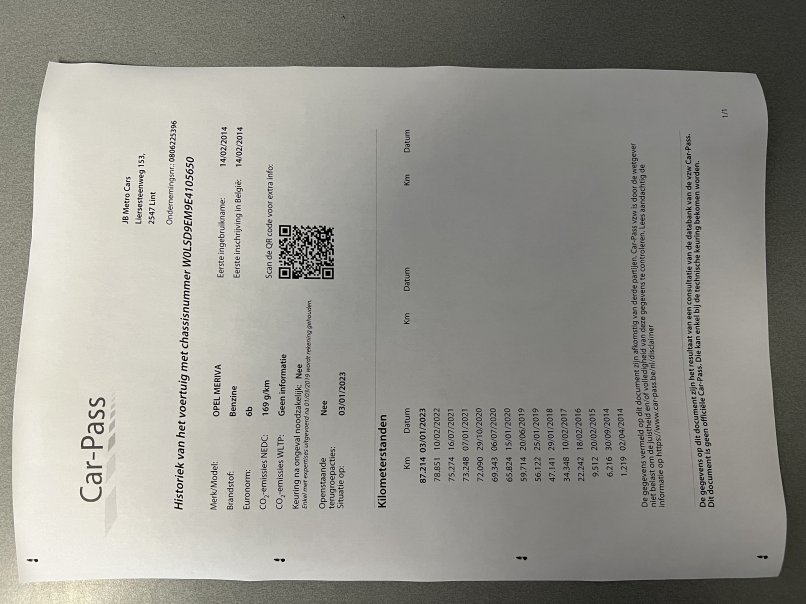 Car-Pass
JB Metro Cars
Liersesteenweg 153,
2547 Lint
Ondernemingsnr.: 0806225396
Historiek van het voertuig met chassisnummer W0LSD9EM9E4105650
Merk/Model: OPEL MERIVA
Brandstof: Benzine
Euronorm: 6b
CO2-emissies NEDC: 169 g/km
CO2-emissies WLTP: Geen informatie
Keuring na ongeval noodzakelijk: Nee
Enkel met expertises uitgevoerd na 01/03/2019 wordt rekening gehouden.
Openstaande terugroepacties: Nee
Situatie op: 03/01/2023
Eerste ingebruikname: 14/02/2014
Eerste inschrijving in België: 14/02/2014
Scan de QR code voor extra info:
Kilometerstanden
Km Datum Km Datum Km Datum
87.214 03/01/2023
78.851 10/02/2022
75.274 16/07/2021
73.248 07/01/2021
72.090 29/10/2020
69.343 06/07/2020
65.824 15/01/2020
59.714 20/06/2019
56.122 25/01/2019
47.141 29/01/2018
34.348 10/02/2017
22.242 18/02/2016
9.512 20/02/2015
6.216 30/09/2014
1.219 02/04/2014
De gegevens vermeld op dit document zijn afkomstig van derde partijen. Car-Pass vzw is door de wetgever
niet belast om de juistheid en/of volledigheid van deze gegevens te controleren. Lees aandachtig de
informatie op https://www.car-pass.be/nl/disclaimer
De gegevens op dit document zijn het resultaat van een consultatie van de databank van de vzw Car-Pass.
Dit document is geen officiële Car-Pass. Die kan enkel bij de technische keuring bekomen worden.
1/1